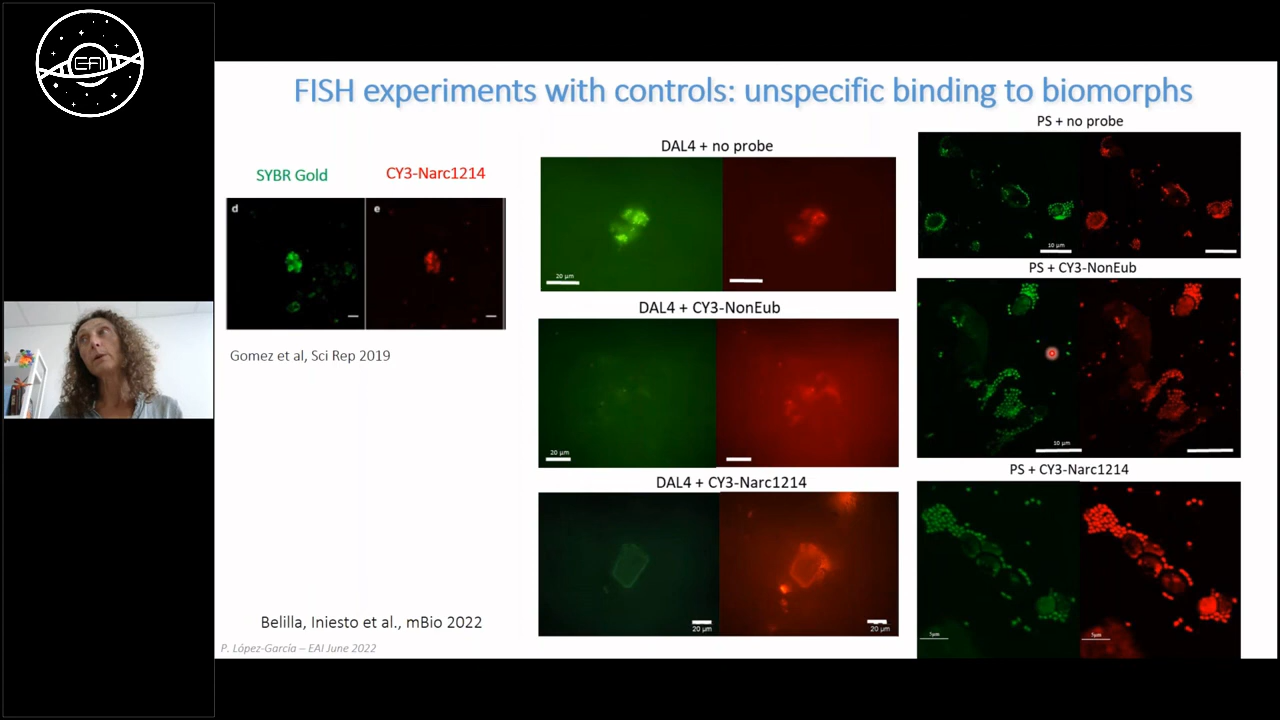 EAI
FISH experiments with controls: unspecific binding to biomorphs
SYBR Gold
CY3-Narc1214
d
e
Gomez et al, Sci Rep 2019
DAL4 + no probe
20 µm
DAL4 + CY3-NonEub
20 µm
DAL4 + CY3-Narc1214
20 µm
20 µm
PS + no probe
10 µm
PS + CY3-NonEub
10 µm
PS + CY3-Narc1214
5µm
5µm
Belilla, Iniesto et al., mBio 2022
P. López-García – EAI June 2022